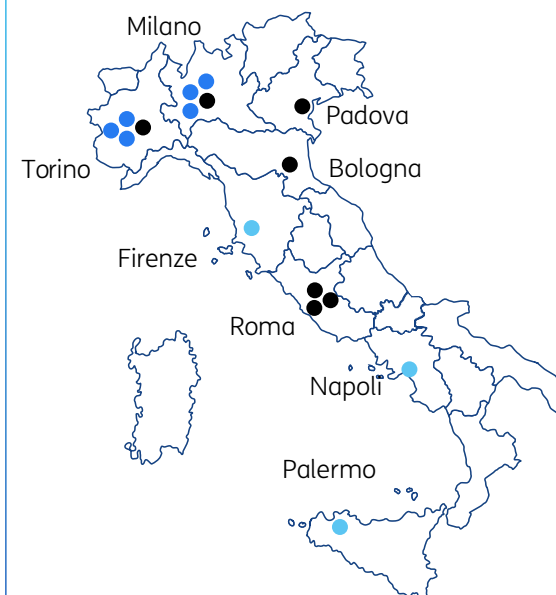 Milano
Padova
Torino
Bologna
Firenze
Roma
Napoli
Palermo